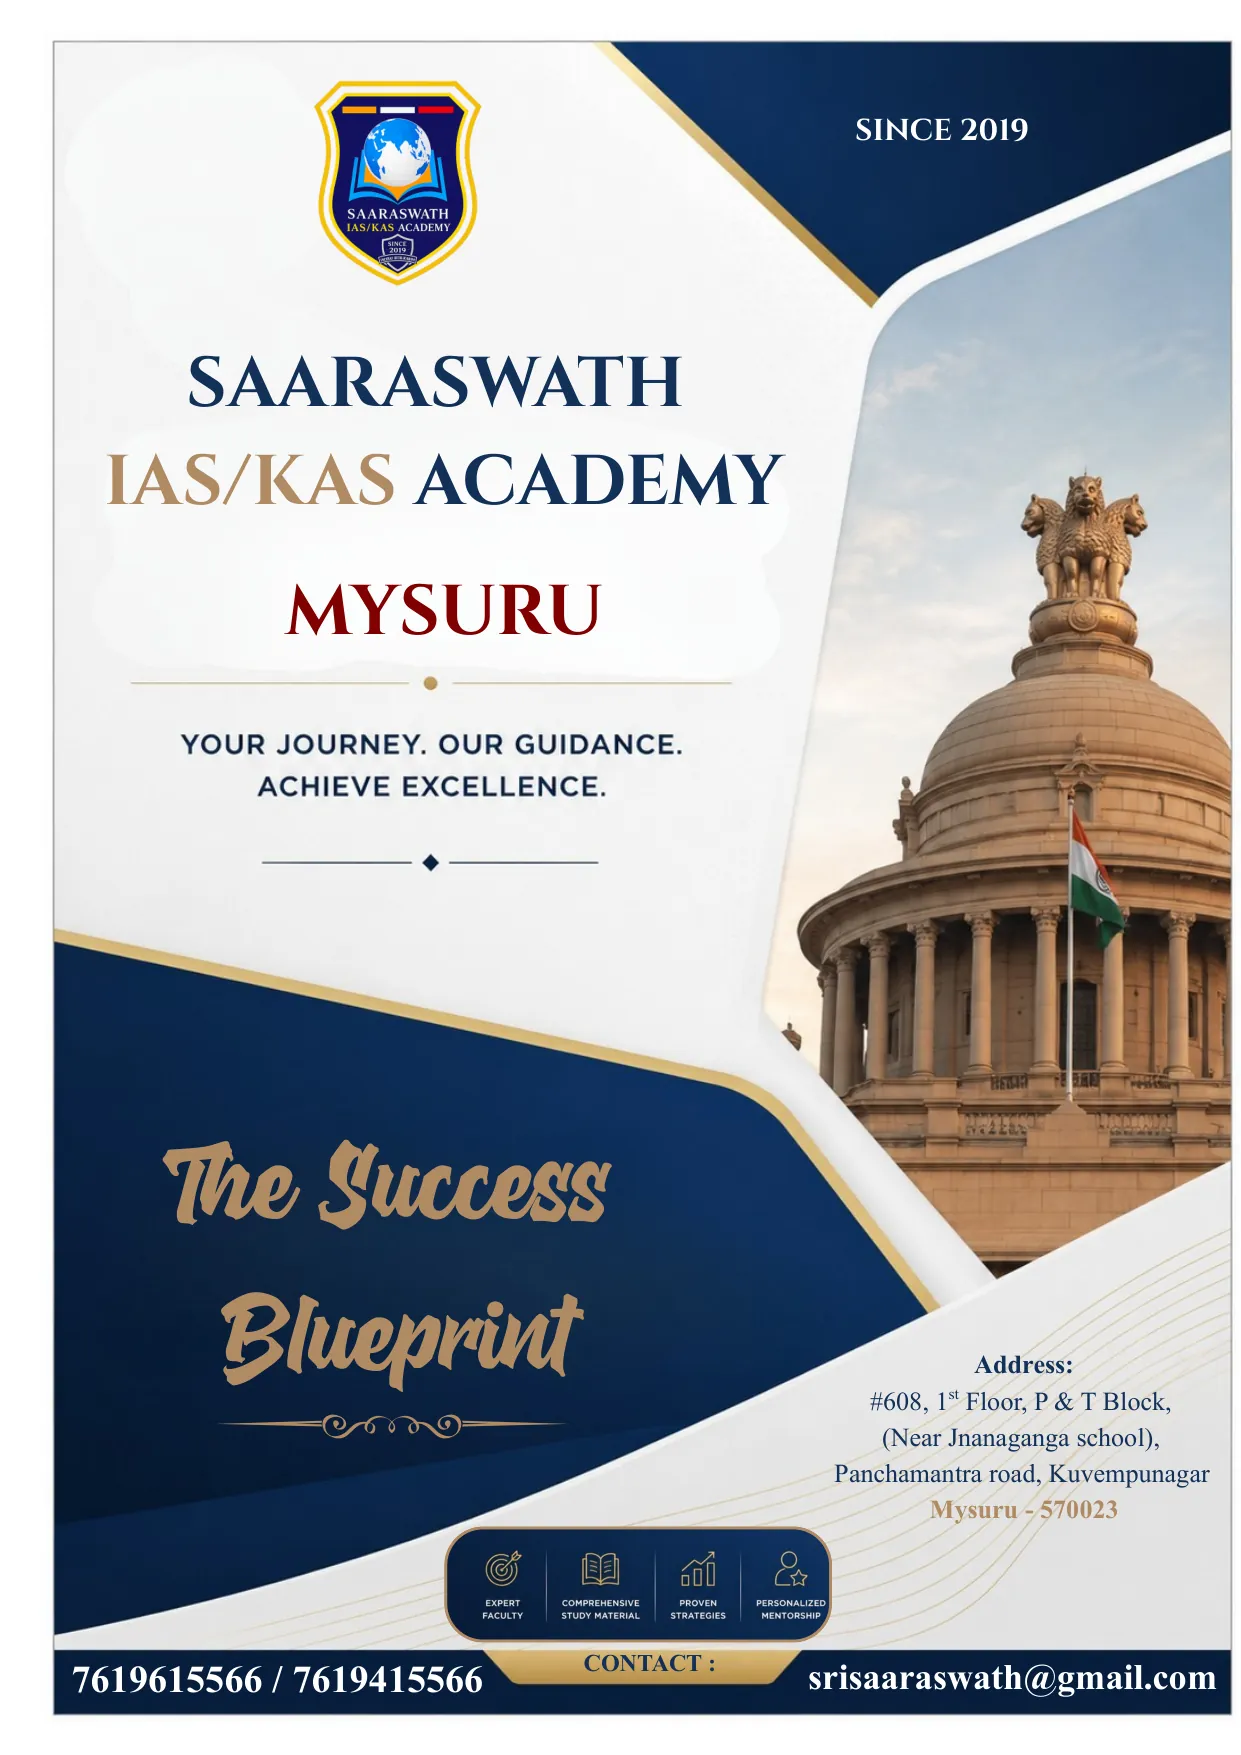 SAARASWATH
IAS/KAS ACADEMY
SINCE
2019
SINCE 2019
SAARASWATH
IAS/KAS ACADEMY
MYSURU
YOUR JOURNEY. OUR GUIDANCE.
ACHIEVE EXCELLENCE.
The Success
Blueprint
Address:
#608, 1st Floor, P & T Block,
(Near Jnanaganga school),
Panchamantra road, Kuvempunagar
Mysuru - 570023
EXPERT
FACULTY
COMPREHENSIVE
STUDY MATERIAL
PROVEN
STRATEGIES
PERSONALIZED
MENTORSHIP
CONTACT :
7619615566 / 7619415566
srisaaraswath@gmail.com